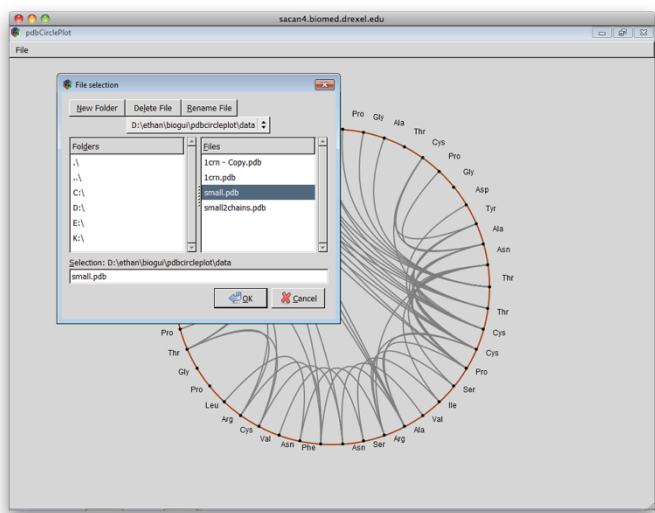 sacan4.biomed.drexel.edu
pdbCirclePlot
File
File selection
New Folder Delete File Rename File
D:\ethan\biogui\pdbcircleplot\data
Folders
.\
..\
C:\
D:\
E:\
K:\
Files
1crn - Copy.pdb
1crn.pdb
small.pdb
small2chains.pdb
Selection: D:\ethan\biogui\pdbcircleplot\data
small.pdb
OK Cancel
Pro
Gly
Ala
Thr
Cys
Pro
Gly
Asp
Tyr
Ala
Asn
Thr
Thr
Cys
Cys
Pro
Ser
Ile
Val
Ala
Arg
Ser
Asn
Phe
Asn
Val
Cys
Arg
Leu
Pro
Gly
Thr
Pro